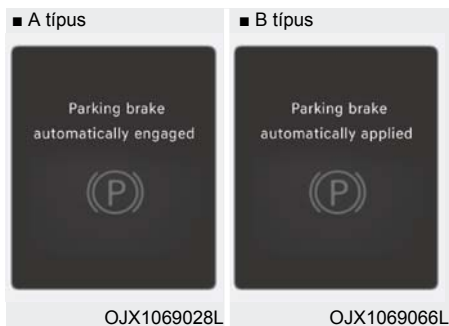 ■ A típus
Parking brake
automatically engaged
(P)
OJX1069028L
■ B típus
Parking brake
automatically applied
(P)
OJX1069066L